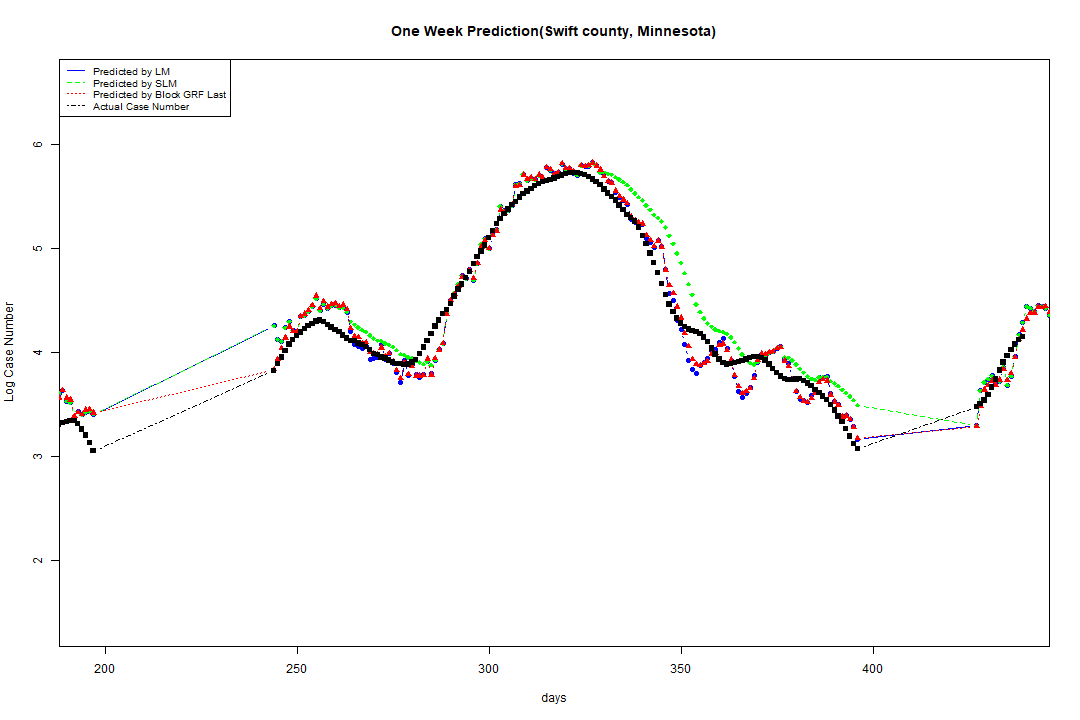 One Week Prediction(Swift county, Minnesota)
Predicted by LM
Predicted by SLM
Predicted by Block GRF Last
Actual Case Number
6
5
4
3
2
Log Case Number
200 250 300 350 400
days